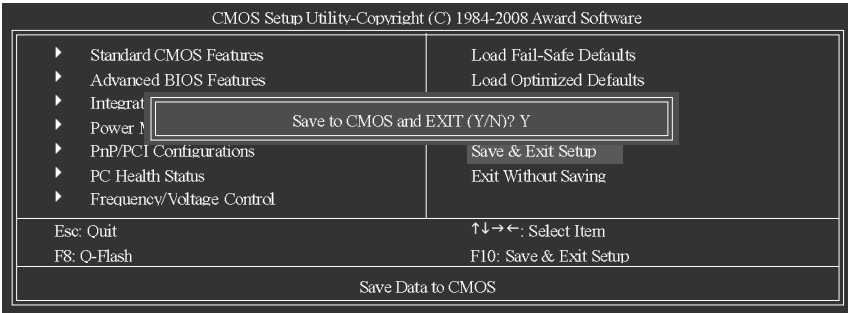 CMOS Setup Utility-Copyright (C) 1984-2008 Award Software
Standard CMOS Features
Advanced BIOS Features
Integrat
Power
PnP/PCI Configurations
PC Health Status
Frequency/Voltage Control
Load Fail-Safe Defaults
Load Optimized Defaults
Save to CMOS and EXIT (Y/N)? Y
Save & Exit Setup
Exit Without Saving
Esc: Quit
↑↓→←: Select Item
F8: Q-Flash
F10: Save & Exit Setup
Save Data to CMOS